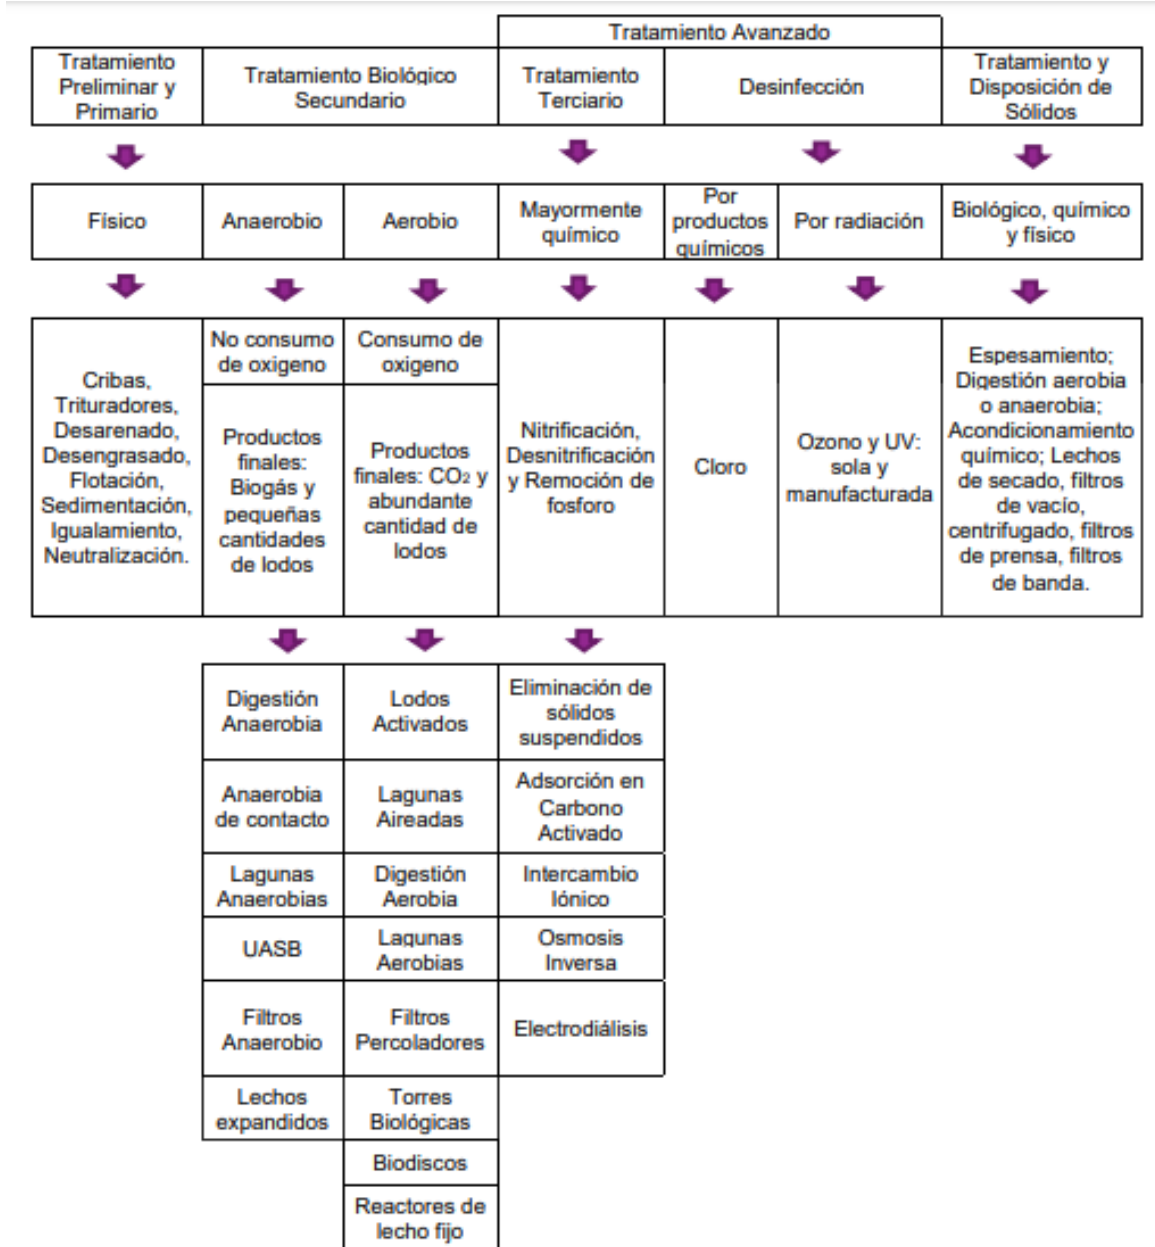 Tratamiento Avanzado
Tratamiento
Preliminar y
Primario
Tratamiento Biológico
Secundario
Tratamiento
Terciario
Desinfección
Tratamiento y
Disposición de
Sólidos
Físico
Anaerobio
Aerobio
Mayormente
químico
Por
productos
químicos
Por radiación
Biológico, químico
y físico
Cribas,
Trituradores,
Desarenado,
Desengrasado,
Flotación,
Sedimentación,
Igualamiento,
Neutralización.
No consumo
de oxigeno
Productos
finales:
Biogás y
pequeñas
cantidades
de lodos
Consumo de
oxigeno
Productos
finales: CO2 y
abundante
cantidad de
lodos
Nitrificación,
Desnitrificación
y Remoción de
fosforo
Cloro
Ozono y UV:
sola y
manufacturada
Espesamiento;
Digestión aerobia
o anaerobia;
Acondicionamiento
químico; Lechos
de secado, filtros
de vacío,
centrifugado, filtros
de prensa, filtros
de banda.
Digestión
Anaerobia
Lodos
Activados
Eliminación de
sólidos
suspendidos
Anaerobia
de contacto
Lagunas
Aireadas
Adsorción en
Carbono
Activado
Lagunas
Anaerobias
Digestión
Aerobia
Intercambio
Iónico
UASB
Lagunas
Aerobias
Osmosis
Inversa
Filtros
Anaerobio
Filtros
Percoladores
Electrodiálisis
Lechos
expandidos
Torres
Biológicas
Biodiscos
Reactores de
lecho fijo